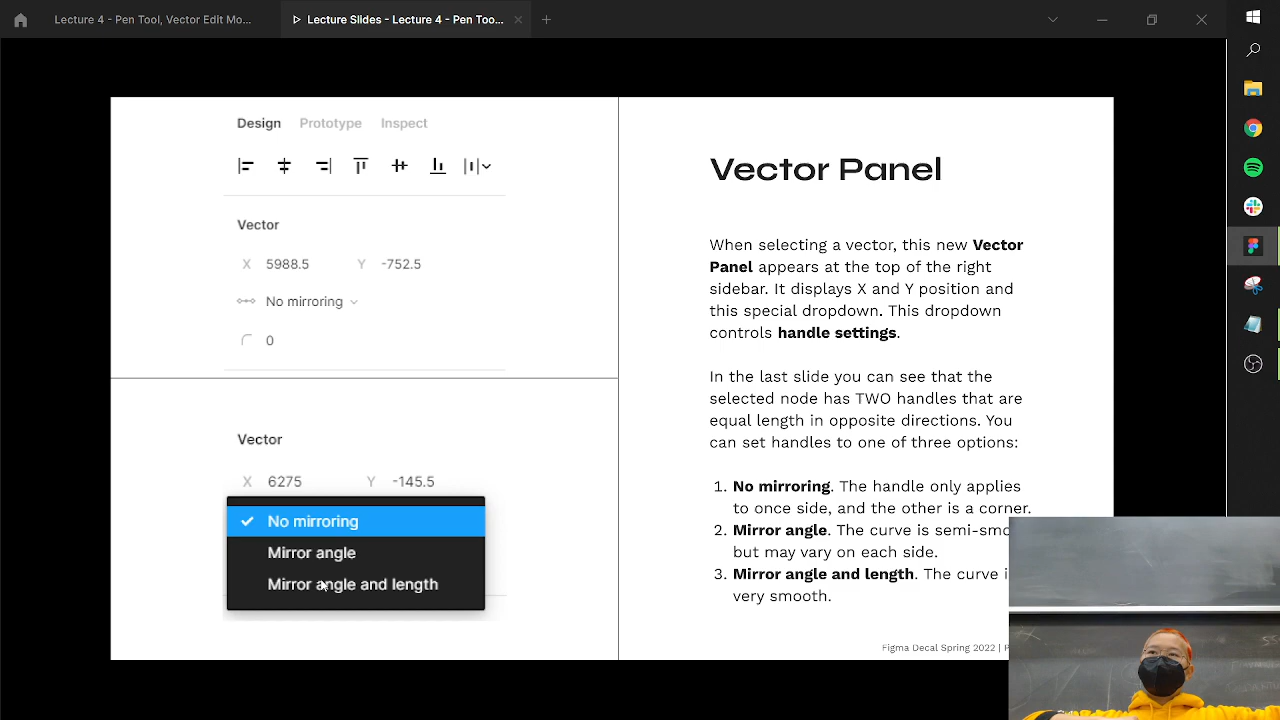 Lecture 4 - Pen Tool, Vector Edit Mo...
Lecture Slides - Lecture 4 - Pen Too...
Design Prototype Inspect
Vector
X 5988.5 Y -752.5
No mirroring
0
Vector
X 6275 Y -145.5
No mirroring
Mirror angle
Mirror angle and length
Vector Panel
When selecting a vector, this new Vector
Panel appears at the top of the right
sidebar. It displays X and Y position and
this special dropdown. This dropdown
controls handle settings.
In the last slide you can see that the
selected node has TWO handles that are
equal length in opposite directions. You
can set handles to one of three options:
1. No mirroring. The handle only applies
to once side, and the other is a corner.
2. Mirror angle. The curve is semi-smo
but may vary on each side.
3. Mirror angle and length. The curve i
very smooth.
Figma Decal Spring 2022 |